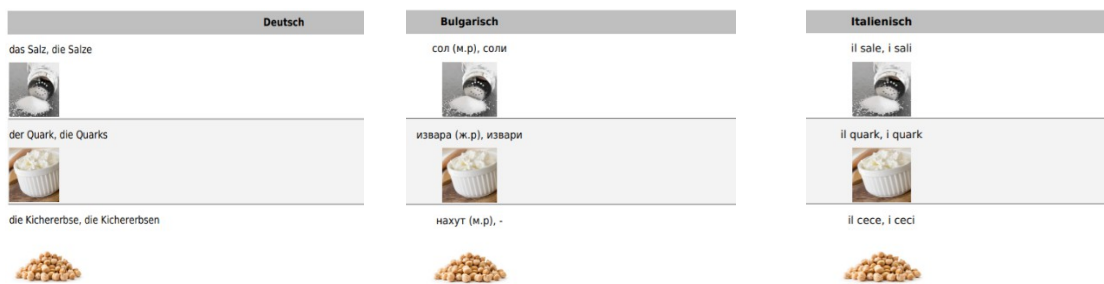 Deutsch
Bulgarisch
Italienisch
das Salz, die Salze
сол (м.р), соли
il sale, i sali
der Quark, die Quarks
извара (ж.р), извари
il quark, i quark
die Kichererbse, die Kichererbsen
нахут (м.р), -
il cece, i ceci